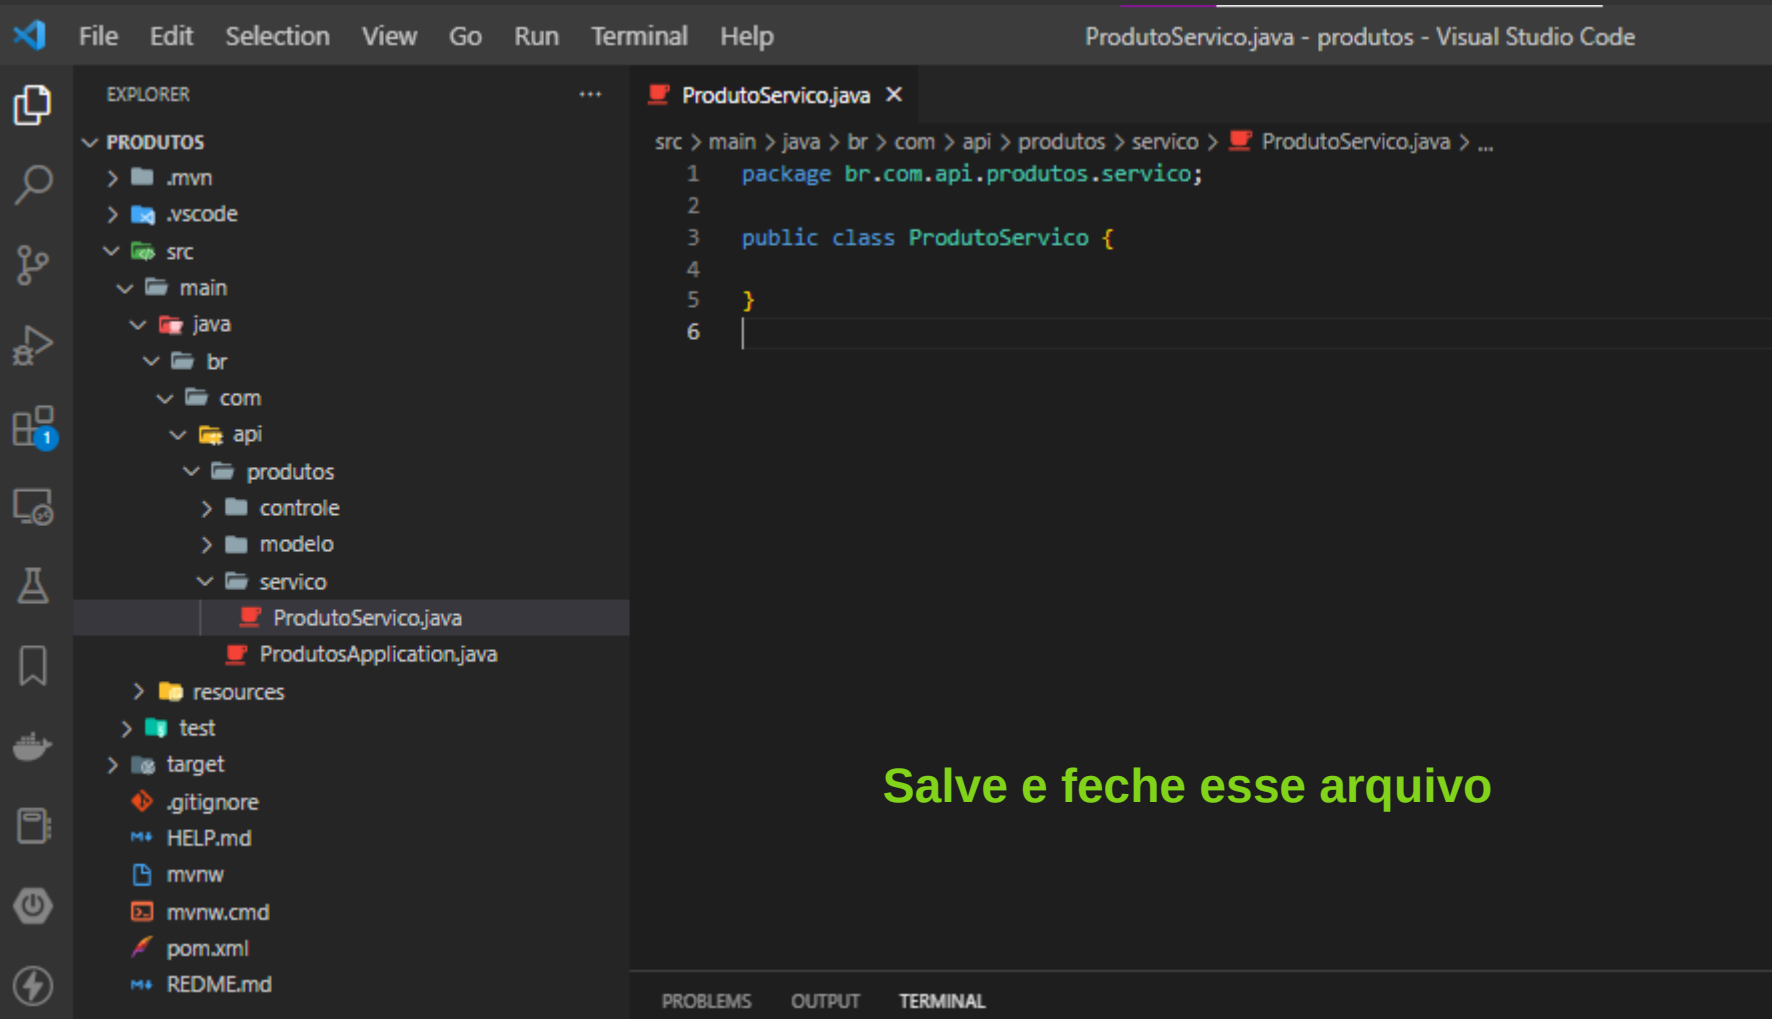 File Edit Selection View Go Run Terminal Help ProdutoServico.java - produtos - Visual Studio Code
EXPLORER ...
PRODUTOS
.mvn
.vscode
src
main
java
br
com
api
produtos
controle
modelo
servico
ProdutoServico.java
ProdutosApplication.java
resources
test
target
.gitignore
HELP.md
mvnw
mvnw.cmd
pom.xml
REDME.md
1
ProdutoServico.java
src > main > java > br > com > api > produtos > servico > ProdutoServico.java > ...
1 package br.com.api.produtos.servico;
2
3 public class ProdutoServico {
4
5 }
6
Salve e feche esse arquivo
PROBLEMS OUTPUT TERMINAL